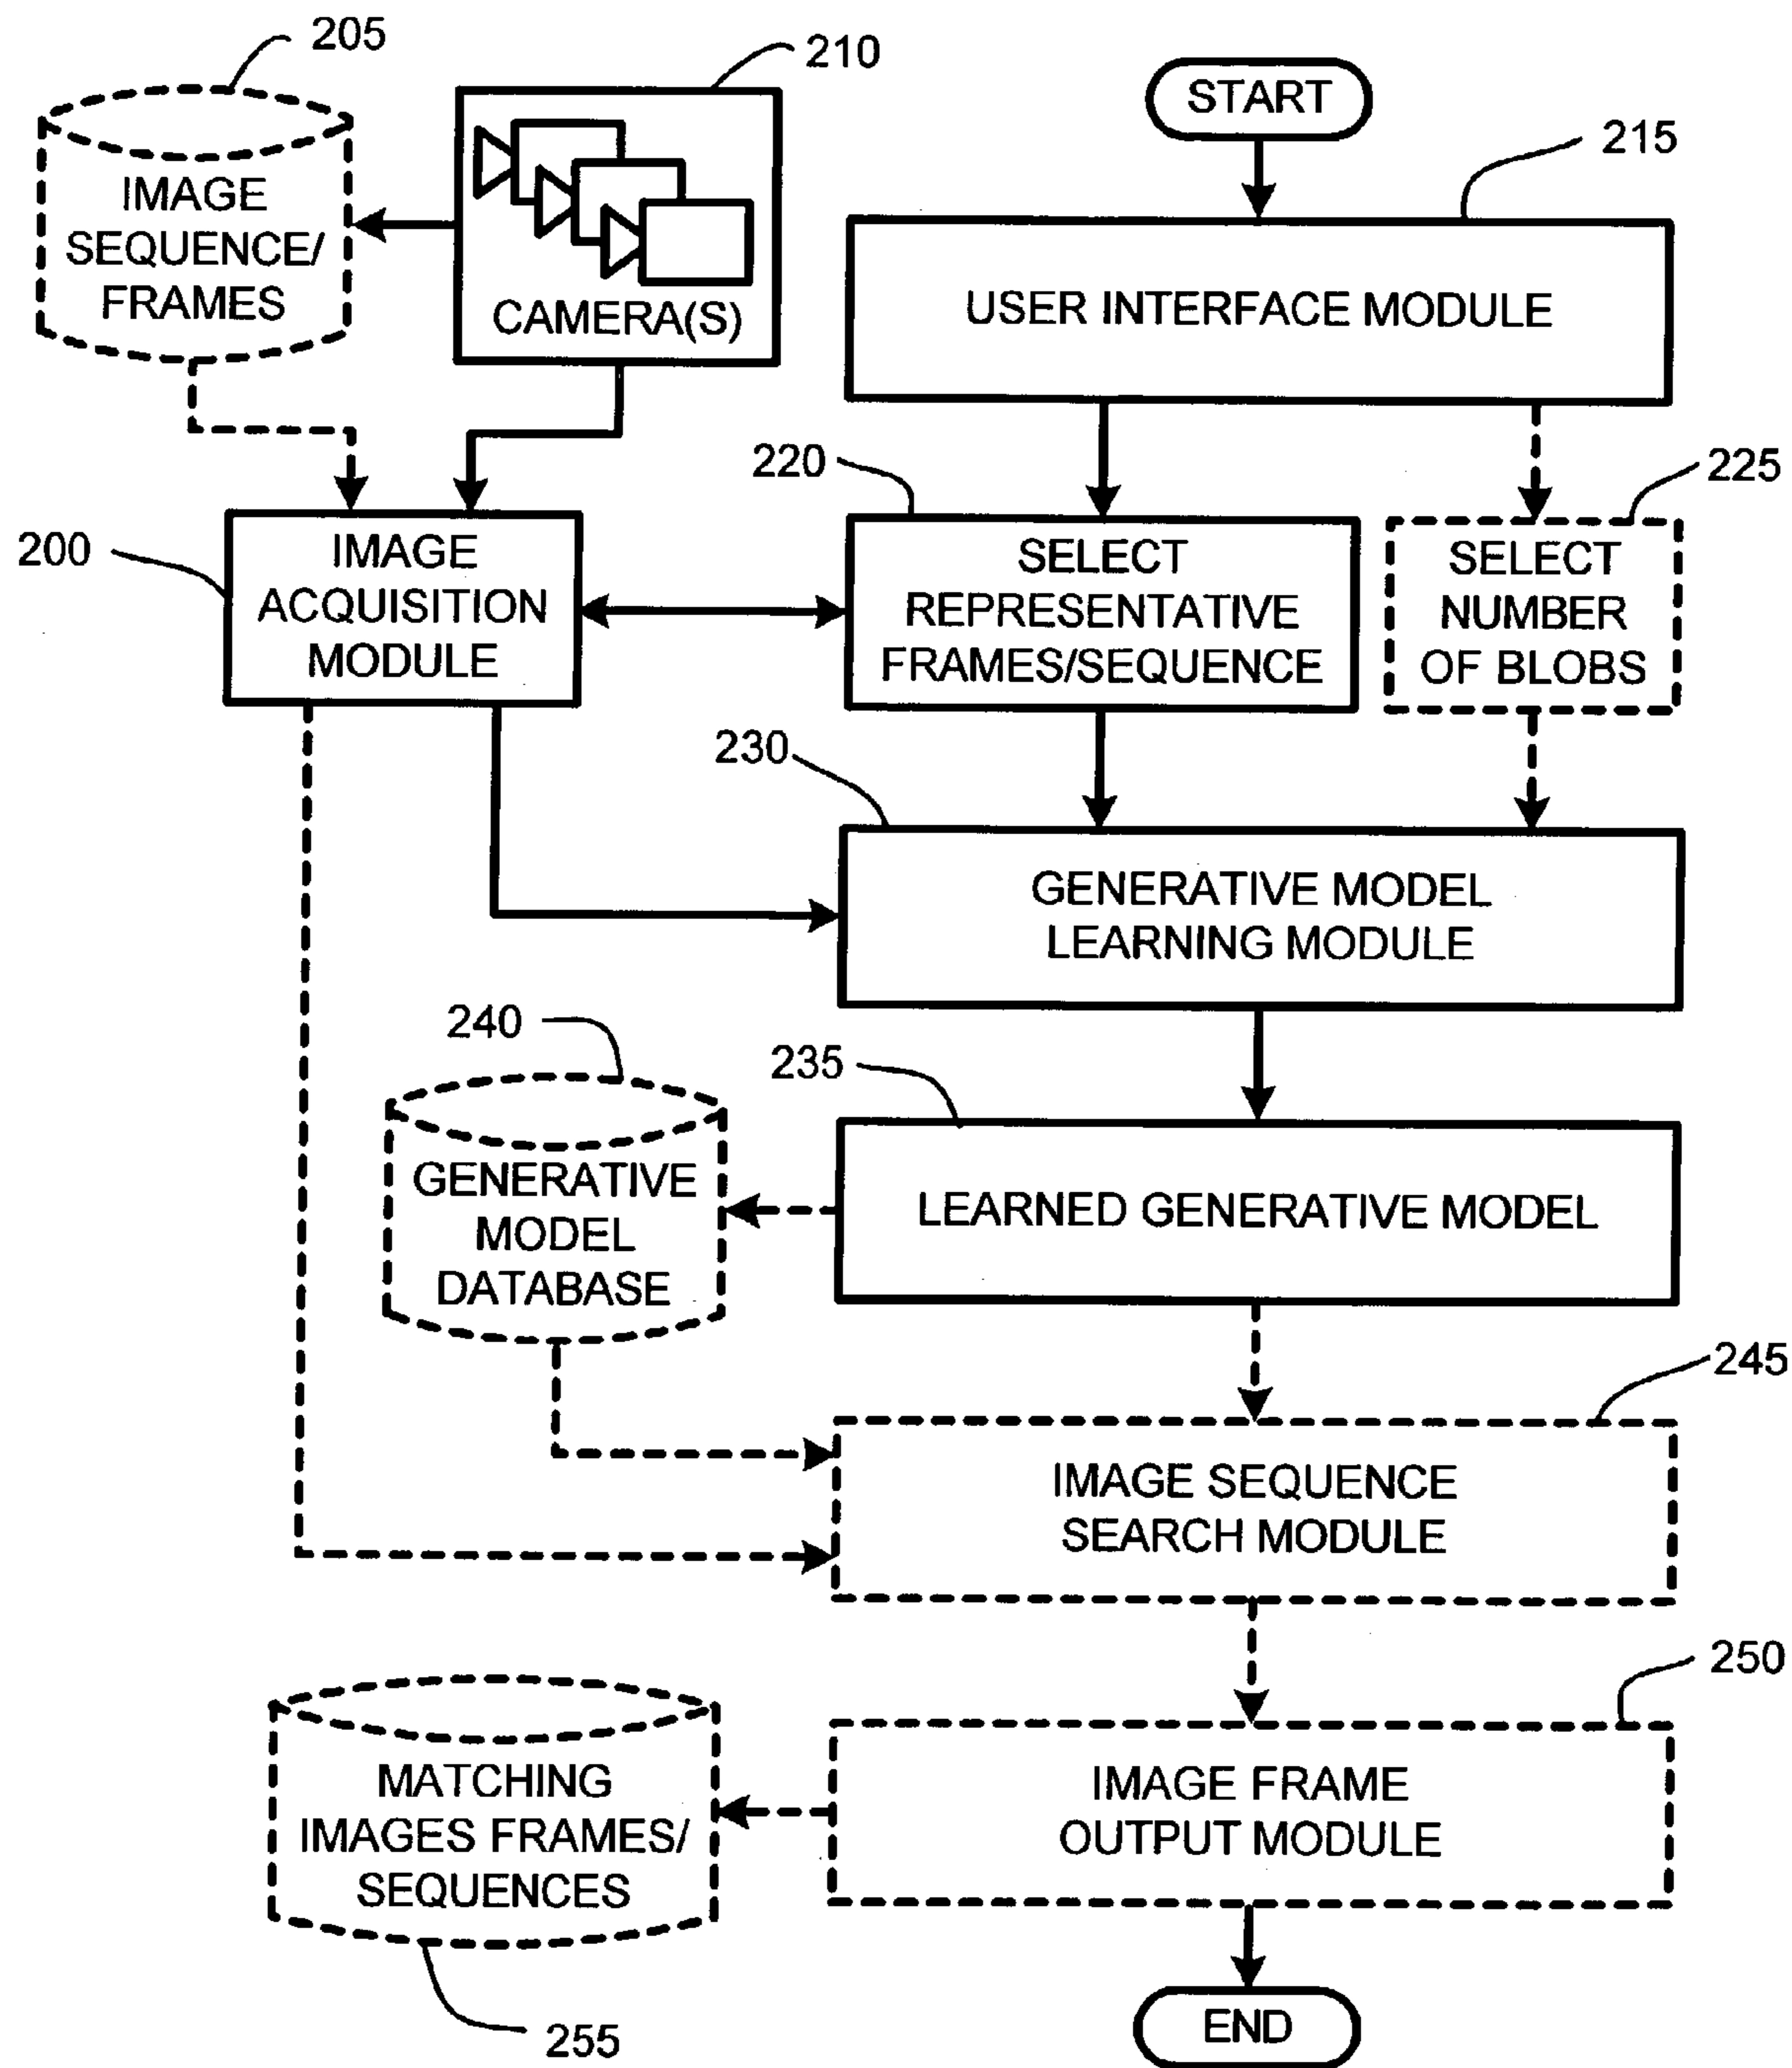 205
210
START
215
IMAGE
SEQUENCE/
FRAMES
CAMERA(S)
USER INTERFACE MODULE
220
225
200
IMAGE
ACQUISITION
MODULE
SELECT
REPRESENTATIVE
FRAMES/SEQUENCE
SELECT
NUMBER
OF BLOBS
230
GENERATIVE MODEL
LEARNING MODULE
240
235
GENERATIVE
MODEL
DATABASE
LEARNED GENERATIVE MODEL
245
IMAGE SEQUENCE
SEARCH MODULE
250
MATCHING
IMAGES FRAMES/
SEQUENCES
IMAGE FRAME
OUTPUT MODULE
255
END